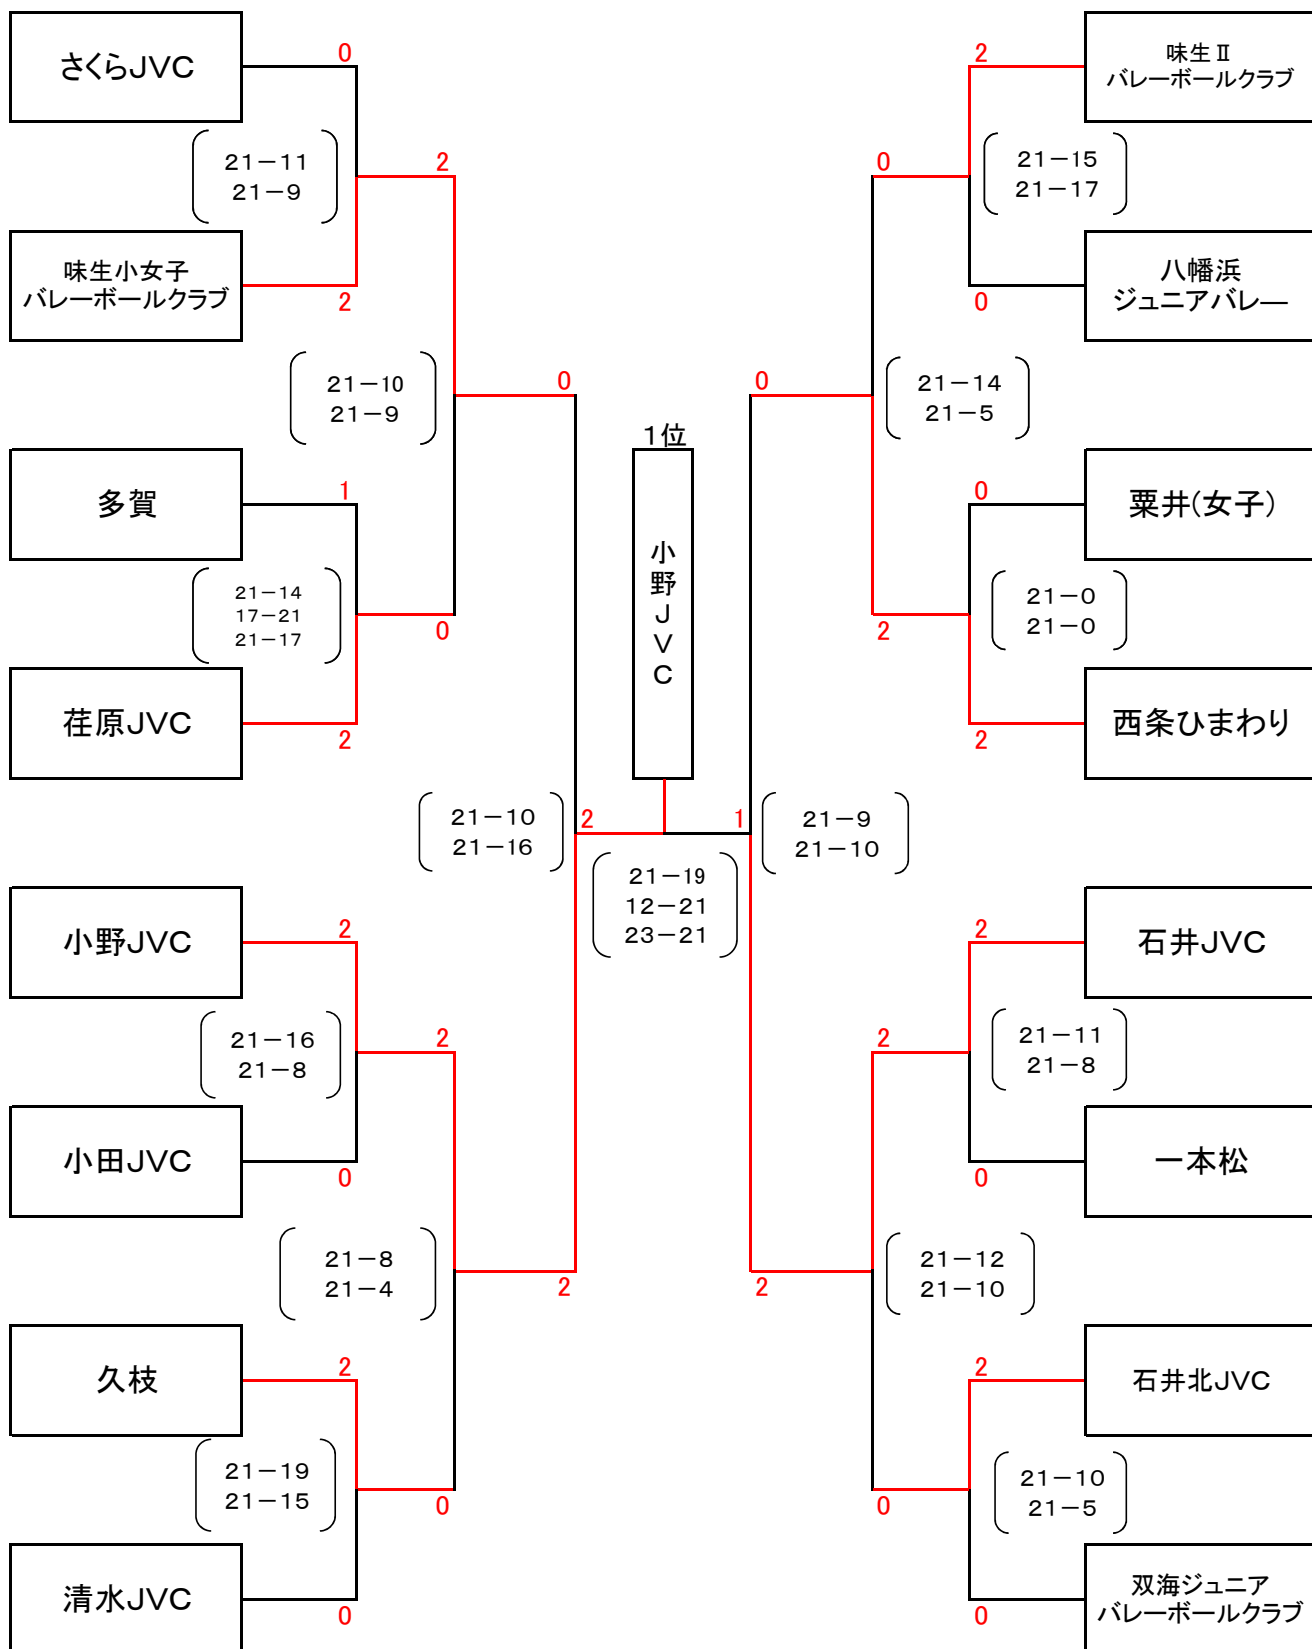 さくらJVC
0
21－11
21－9
2
味生小女子
バレーボールクラブ
2
21－10
21－9
0
多賀
1
21－14
17－21
21－17
0
荏原JVC
2
21－10
21－16
2
小野JVC
2
21－16
21－8
2
小田JVC
0
21－8
21－4
2
久枝
2
21－19
21－15
0
清水JVC
0
1位
小野JVC
21－19
12－21
23－21
味生Ⅱ
バレーボールクラブ
2
0
21－15
21－17
八幡浜
ジュニアバレー
0
0
21－14
21－5
粟井(女子)
0
2
21－0
21－0
西条ひまわり
2
1
21－9
21－10
石井JVC
2
2
21－11
21－8
一本松
0
2
21－12
21－10
石井北JVC
2
0
21－10
21－5
双海ジュニア
バレーボールクラブ
0